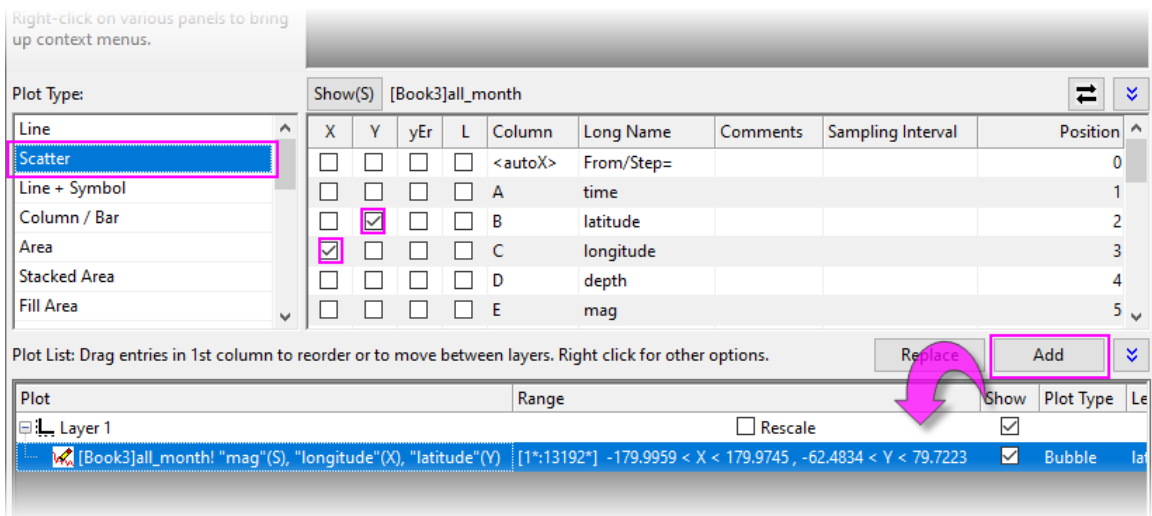 Right-click on various panels to bring
up context menus.
Plot Type:
Show(S) [Book3]all_month
Line
Scatter
Line + Symbol
Column / Bar
Area
Stacked Area
Fill Area
X Y yEr L Column Long Name Comments Sampling Interval Position
<autoX> From/Step= 0
A time 1
B latitude 2
C longitude 3
D depth 4
E mag 5
Plot List: Drag entries in 1st column to reorder or to move between layers. Right click for other options. Replace Add
Plot Range Show Plot Type Le
Layer 1 Rescale
[Book3]all_month! "mag"(S), "longitude"(X), "latitude"(Y) [1*:13192*] -179.9959 < X < 179.9745 , -62.4834 < Y < 79.7223 Bubble lat